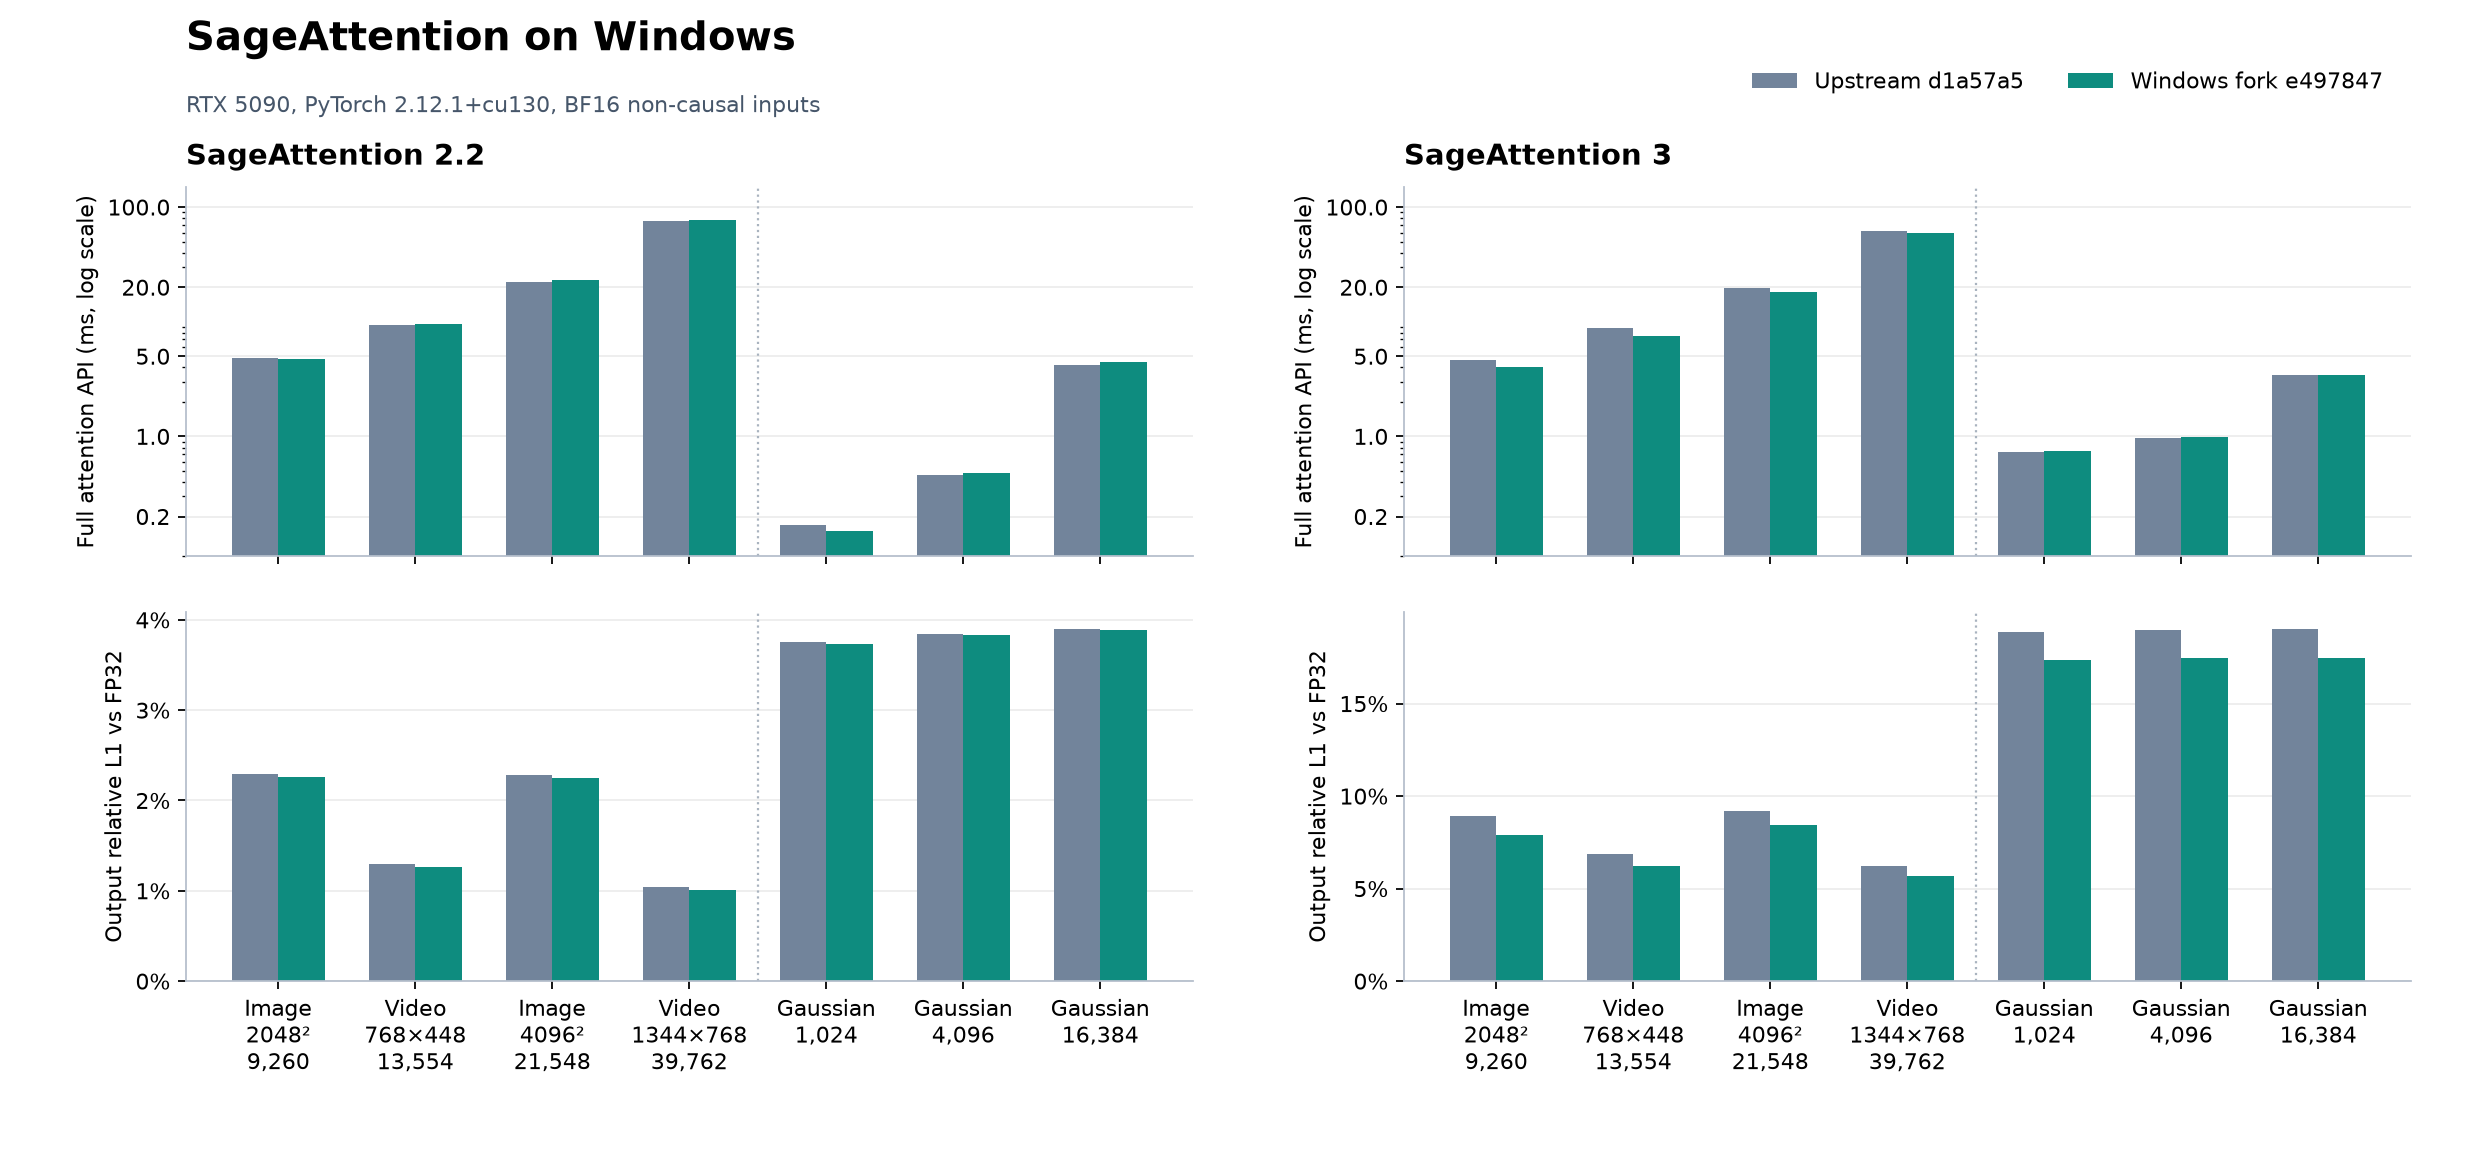 SageAttention on Windows
RTX 5090, PyTorch 2.12.1+cu130, BF16 non-causal inputs
Upstream d1a57a5
Windows fork e497847
SageAttention 2.2
Full attention API (ms, log scale)
100.0
20.0
5.0
1.0
0.2
Output relative L1 vs FP32
4%
3%
2%
1%
0%
Image
2048²
9,260
Video
768×448
13,554
Image
4096²
21,548
Video
1344×768
39,762
Gaussian
1,024
Gaussian
4,096
Gaussian
16,384
SageAttention 3
Full attention API (ms, log scale)
100.0
20.0
5.0
1.0
0.2
Output relative L1 vs FP32
15%
10%
5%
0%
Image
2048²
9,260
Video
768×448
13,554
Image
4096²
21,548
Video
1344×768
39,762
Gaussian
1,024
Gaussian
4,096
Gaussian
16,384